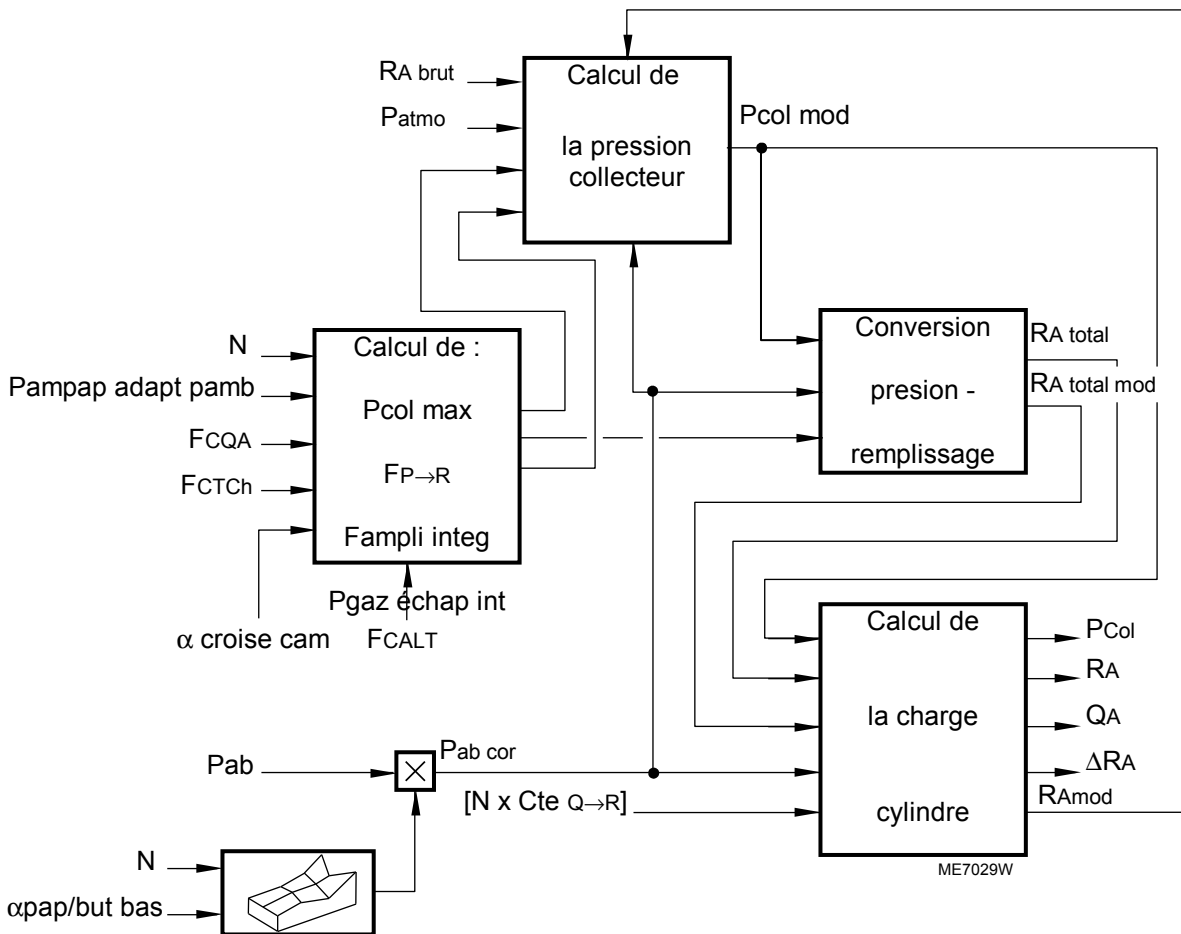 RA brut
Patmo
Calcul de
la pression
collecteur
Pcol mod
N
Pampap adapt pamb
FCQA
FCTCh
α croise cam
Calcul de :
Pcol max
FP→R
Fampli integ
Pgaz échap int
FCALT
Conversion
presion -
remplissage
RA total
RA total mod
Pab
×
Pab cor
[N x Cte Q→R]
N
αpap/but bas
Calcul de
la charge
cylindre
PCol
RA
QA
ΔRA
RAmod
ME7029W